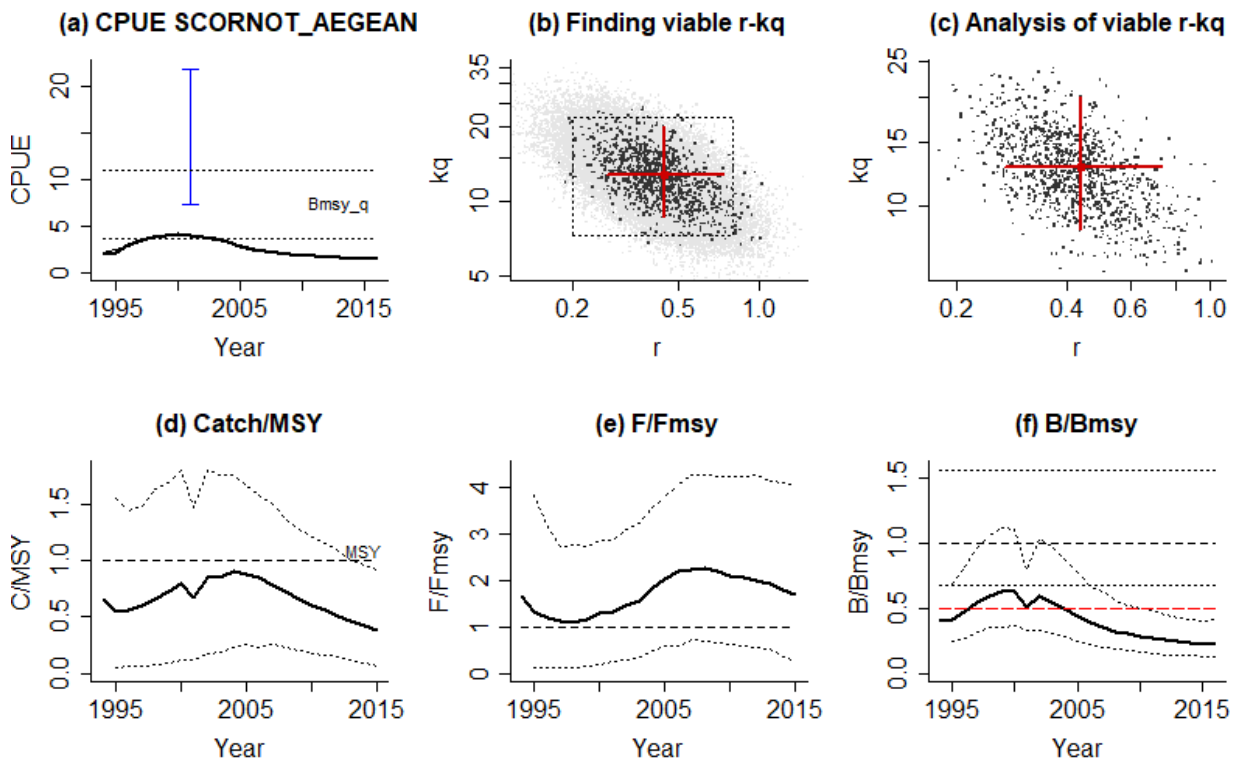 (a) CPUE SCORNOT_AEGEAN
CPUE
20
10
5
0
Bmsy_q
1995
2005
2015
Year
(b) Finding viable r-kq
kq
35
20
10
5
0.2
0.5
1.0
r
(c) Analysis of viable r-kq
kq
25
15
10
0.2
0.4
0.6
1.0
r
(d) Catch/MSY
C/MSY
1.5
1.0
0.5
0.0
MSY
1995
2005
2015
Year
(e) F/Fmsy
F/Fmsy
4
3
2
1
0
1995
2005
2015
Year
(f) B/Bmsy
B/Bmsy
1.5
1.0
0.5
0.0
1995
2005
2015
Year